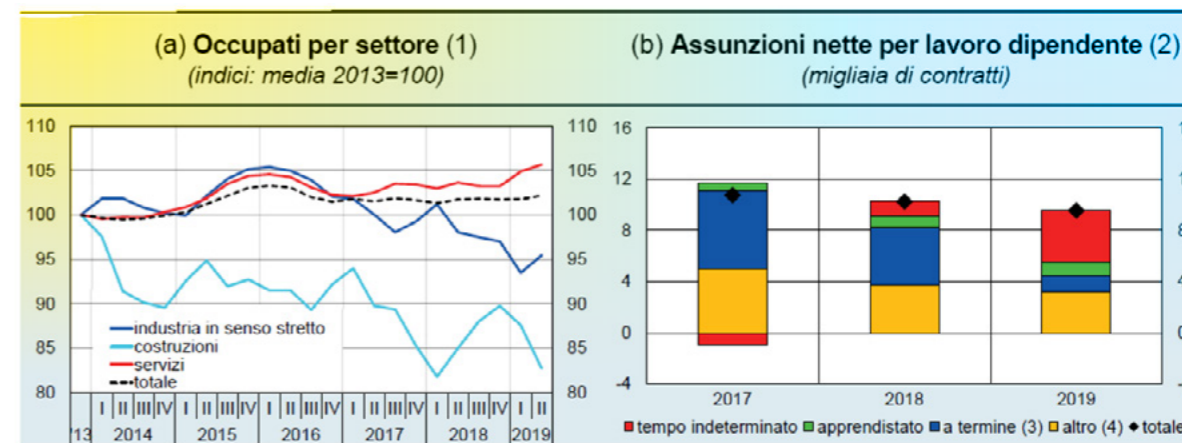 (a) Occupati per settore (1)
(indici: media 2013=100)
110 110
105 105
100 100
95 95
90 90
85 85
80 80
industria in senso stretto
costruzioni
servizi
totale
I II III IV I II III IV I II III IV I II III IV I II III IV I II
'13 2014 2015 2016 2017 2018 2019
(b) Assunzioni nette per lavoro dipendente (2)
(migliaia di contratti)
16
12
8
4
0
-4
2017 2018 2019
tempo indeterminato apprendistato a termine (3) altro (4) totale